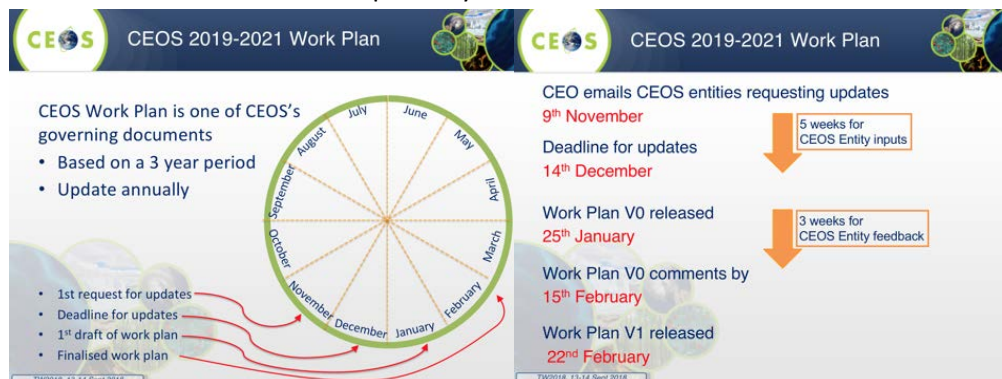 CEOS
CEOS 2019-2021 Work Plan
CEOS Work Plan is one of CEOS's
governing documents
• Based on a 3 year period
• Update annually
July
June
May
April
March
February
January
December
November
October
September
August
• 1st request for updates
• Deadline for updates
• 1st draft of work plan
• Finalised work plan
CEOS
CEOS 2019-2021 Work Plan
CEO emails CEOS entities requesting updates
9th November
Deadline for updates
14th December
5 weeks for
CEOS Entity inputs
Work Plan V0 released
25th January
3 weeks for
CEOS Entity feedback
Work Plan V0 comments by
15th February
Work Plan V1 released
22nd February